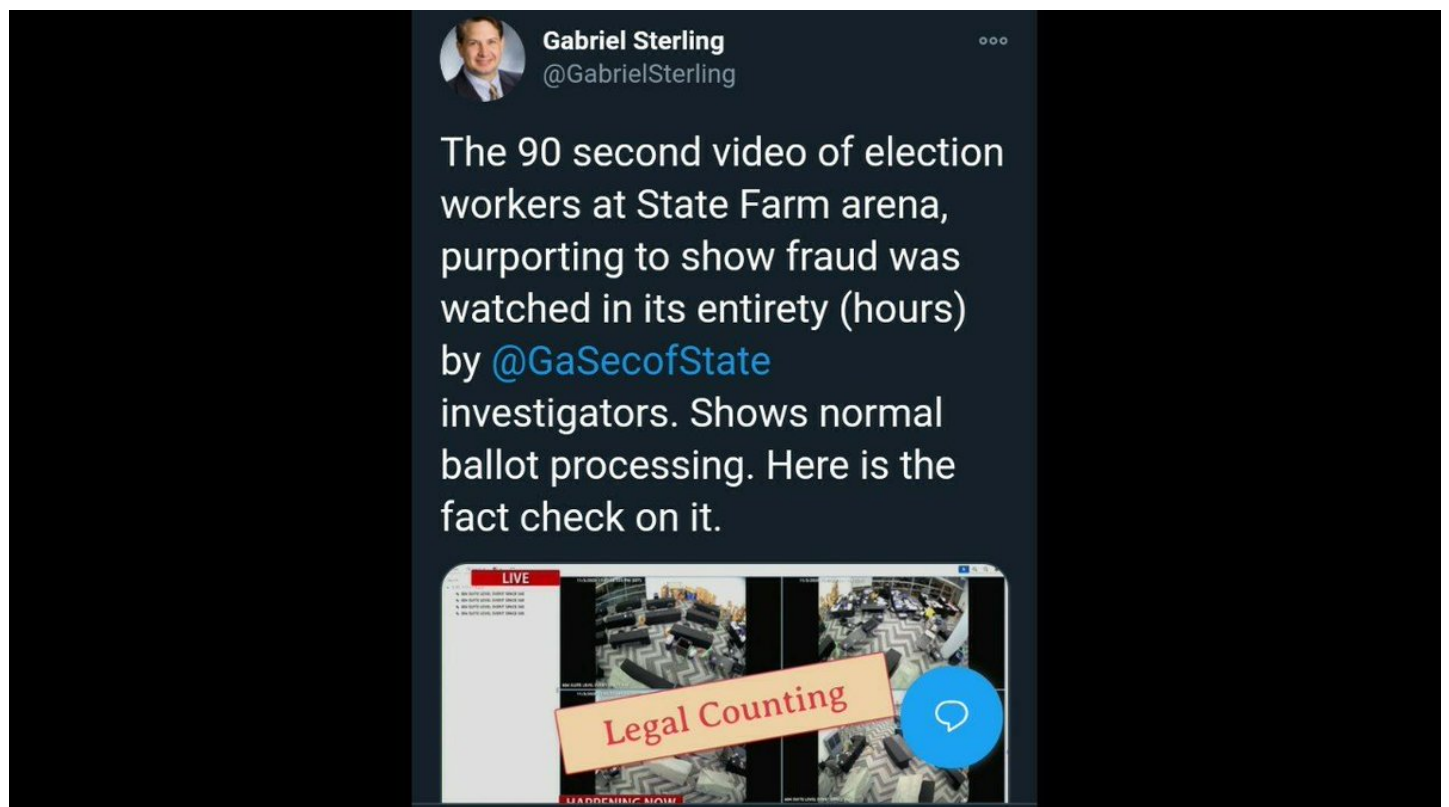 Gabriel Sterling
@GabrielSterling
The 90 second video of election
workers at State Farm arena,
purporting to show fraud was
watched in its entirety (hours)
by @GaSecofState
investigators. Shows normal
ballot processing. Here is the
fact check on it.
LIVE
Legal Counting
HAPPENING NOW